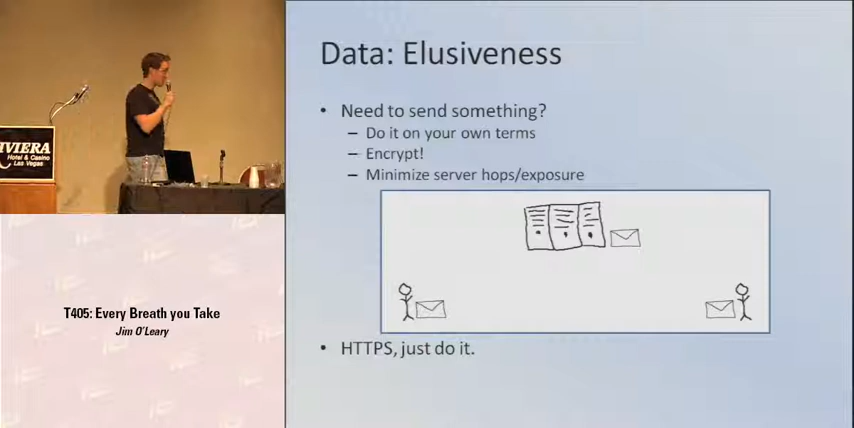 VIERA
Hotel & Casino
Las Vegas
T405: Every Breath you Take
Jim O'Leary
Data: Elusiveness
• Need to send something?
– Do it on your own terms
– Encrypt!
– Minimize server hops/exposure
• HTTPS, just do it.